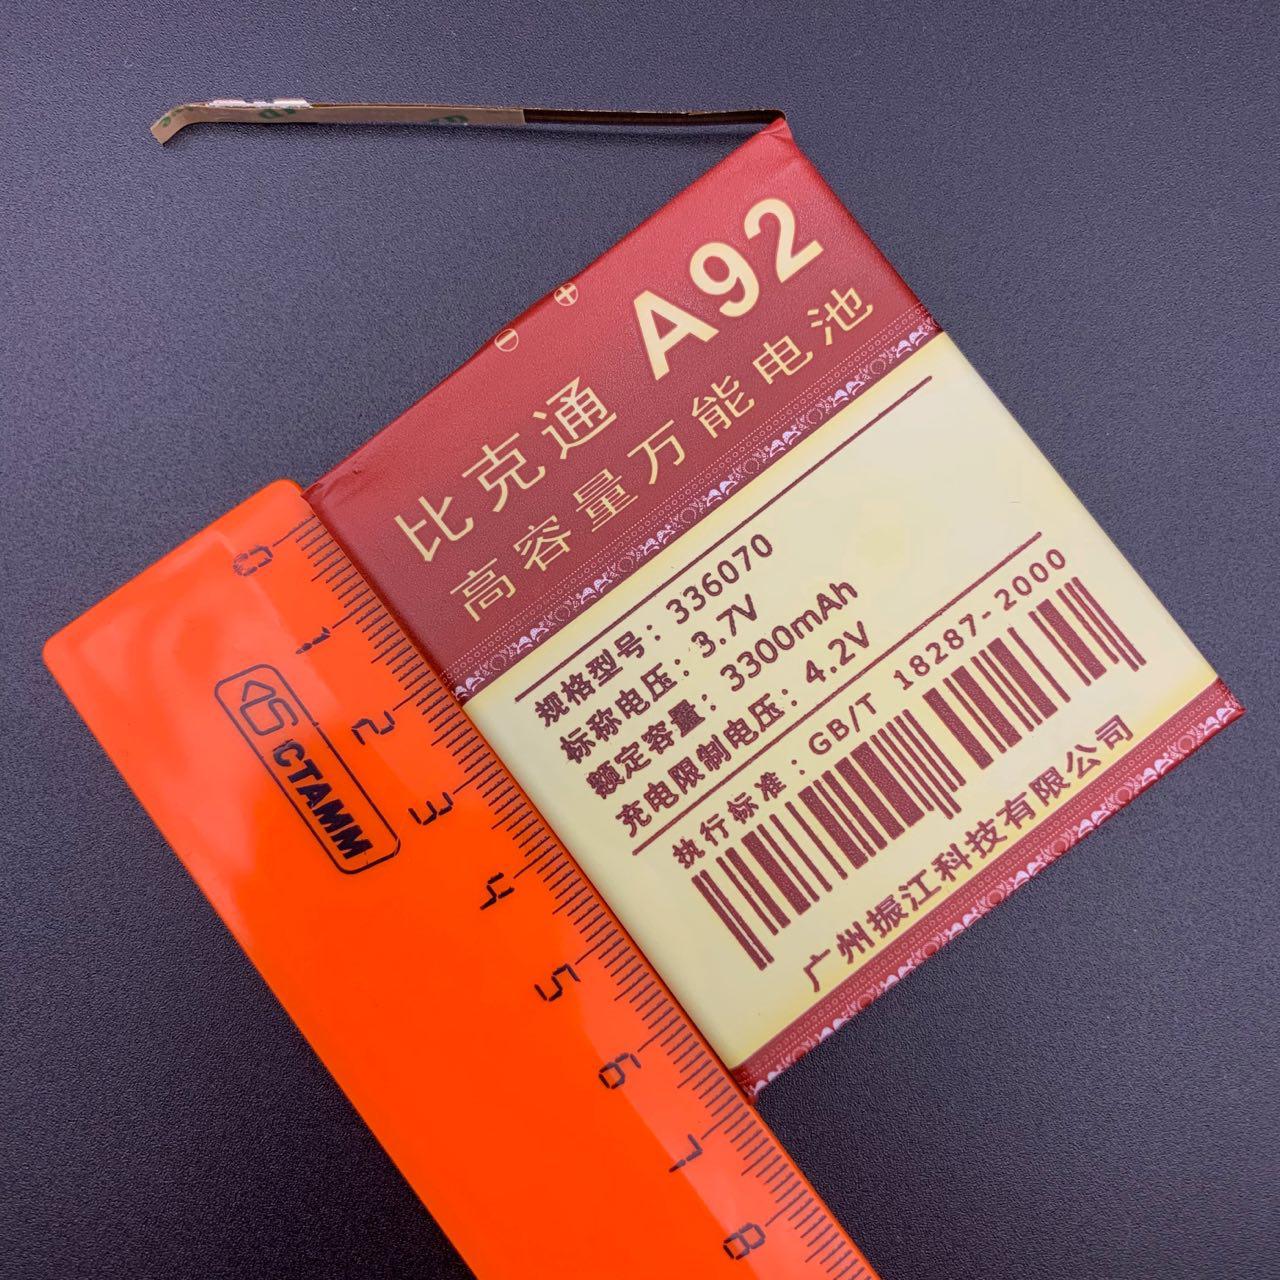 比克通 A92
高容量万能电池
规格型号：336070
标称电压：3.7V
额定容量：3300mAh
充电限制电压：4.2V
执行标准：GB/T 18287-2000
广州振江科技有限公司
0 1 2 3 4 5 6 7 8
СТАММ